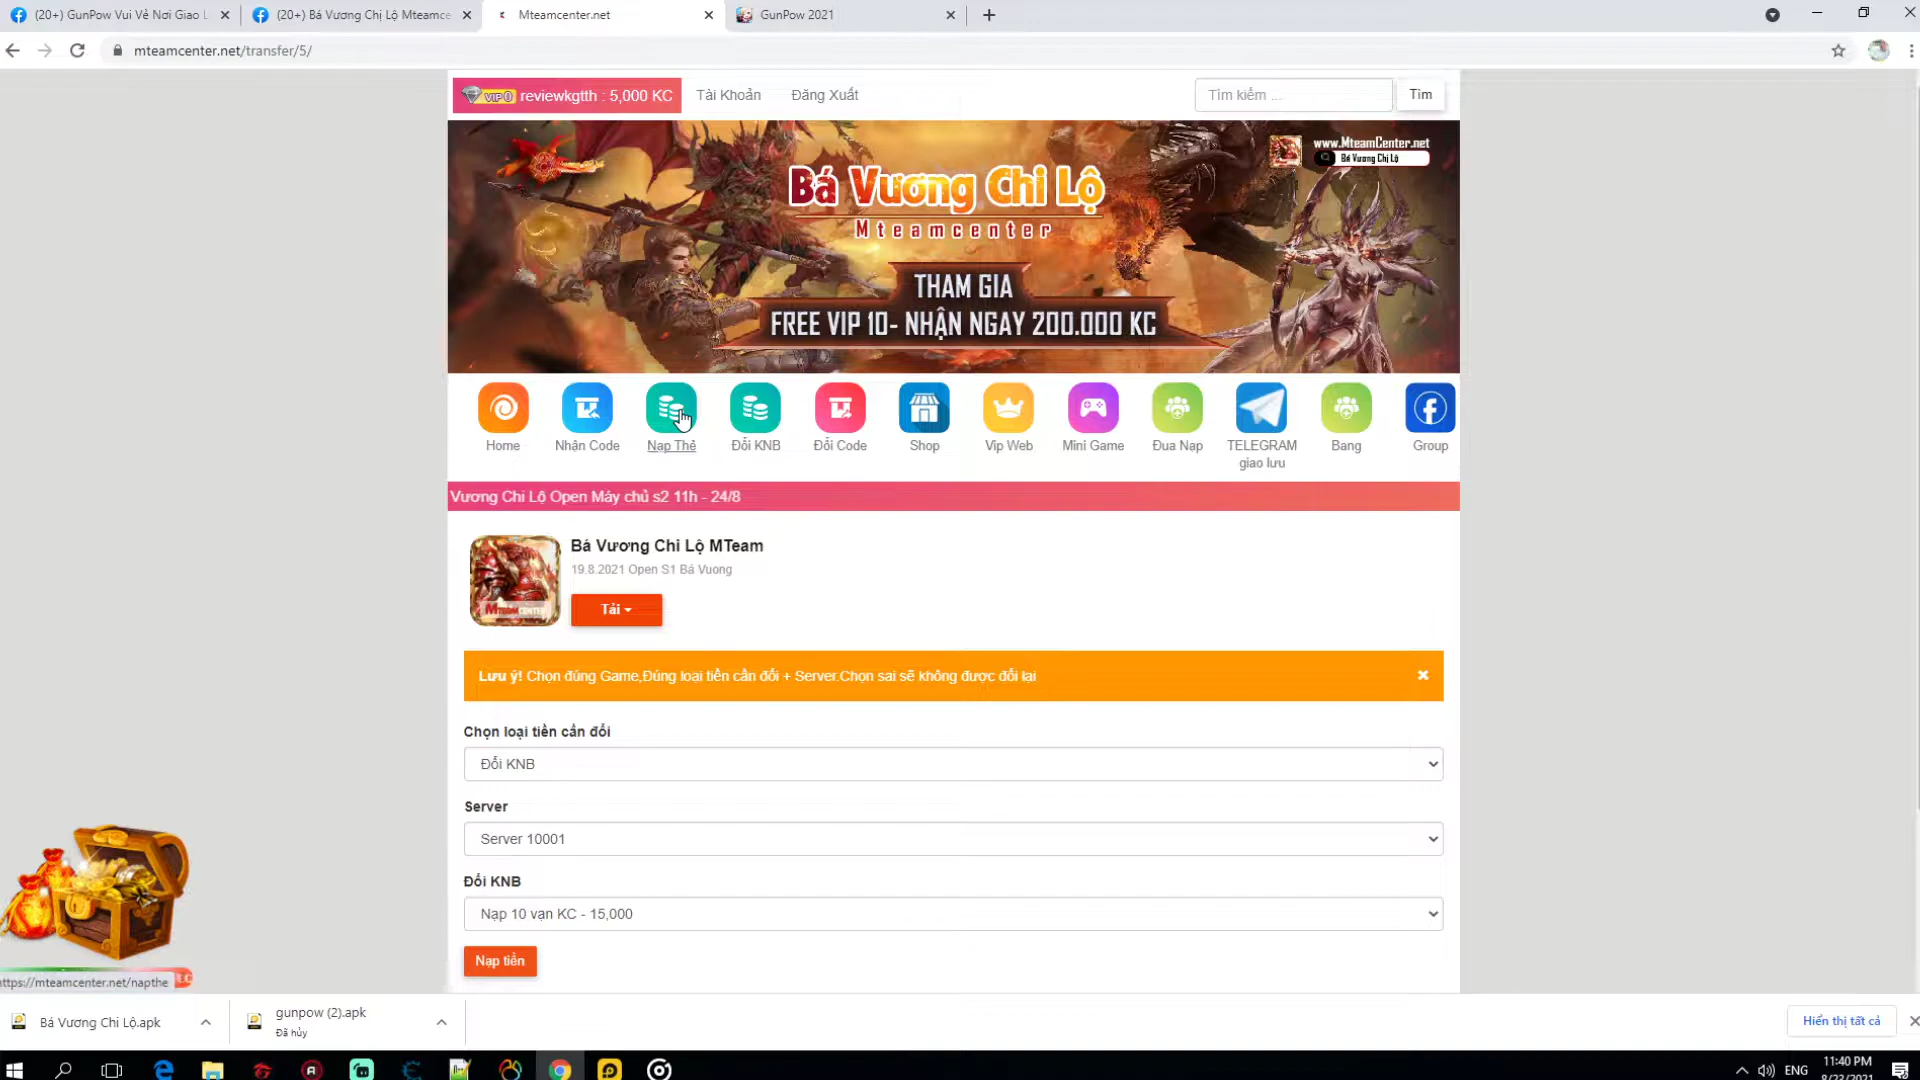 (20+) GunPow Vui Vẻ Nơi Giao L
(20+) Bá Vương Chị Lộ Mteamce
Mteamcenter.net
GunPow 2021
mteamcenter.net/transfer/5/
VIP 0 reviewkgtth : 5,000 KC
Tài Khoản
Đăng Xuất
Tìm kiếm ...
Tìm
www.MteamCenter.net
Bá Vương Chị Lộ
Bá Vương Chi Lộ
Mteamcenter
THAM GIA
FREE VIP 10- NHẬN NGAY 200.000 KC
Home
Nhận Code
Nạp Thẻ
Đổi KNB
Đổi Code
Shop
Vip Web
Mini Game
Đua Nạp
TELEGRAM
giao lưu
Bang
Group
Vương Chi Lộ Open Máy chủ s2 11h - 24/8
Bá Vương Chi Lộ MTeam
19.8.2021 Open S1 Bá Vuong
MTEAMCENTER
Tải
Lưu ý! Chọn đúng Game,Đúng loại tiền cần đổi + Server.Chọn sai sẽ không được đổi lại
Chọn loại tiền cần đổi
Đổi KNB
Server
Server 10001
Đổi KNB
Nạp 10 vạn KC - 15,000
Nạp tiền
https://mteamcenter.net/napthe
Bá Vương Chi Lộ.apk
gunpow (2).apk
Đã hủy
Hiển thị tất cả
ENG
11:40 PM
8/23/2021